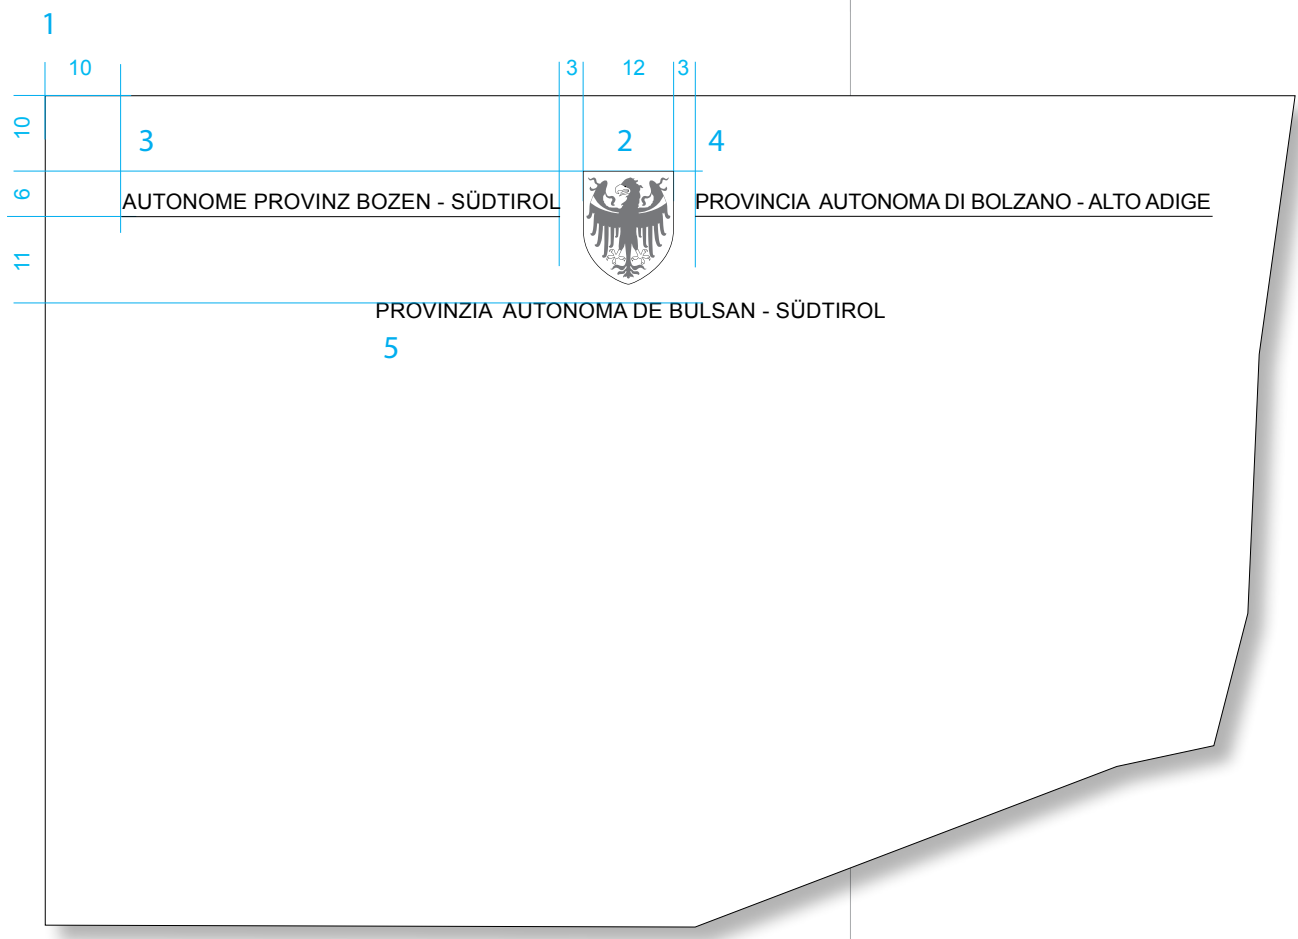 1
10 3 12 3
10
3 2 4
6
AUTONOME PROVINZ BOZEN - SÜDTIROL PROVINCIA AUTONOMA DI BOLZANO - ALTO ADIGE
11
PROVINZIA AUTONOMA DE BULSAN - SÜDTIROL
5